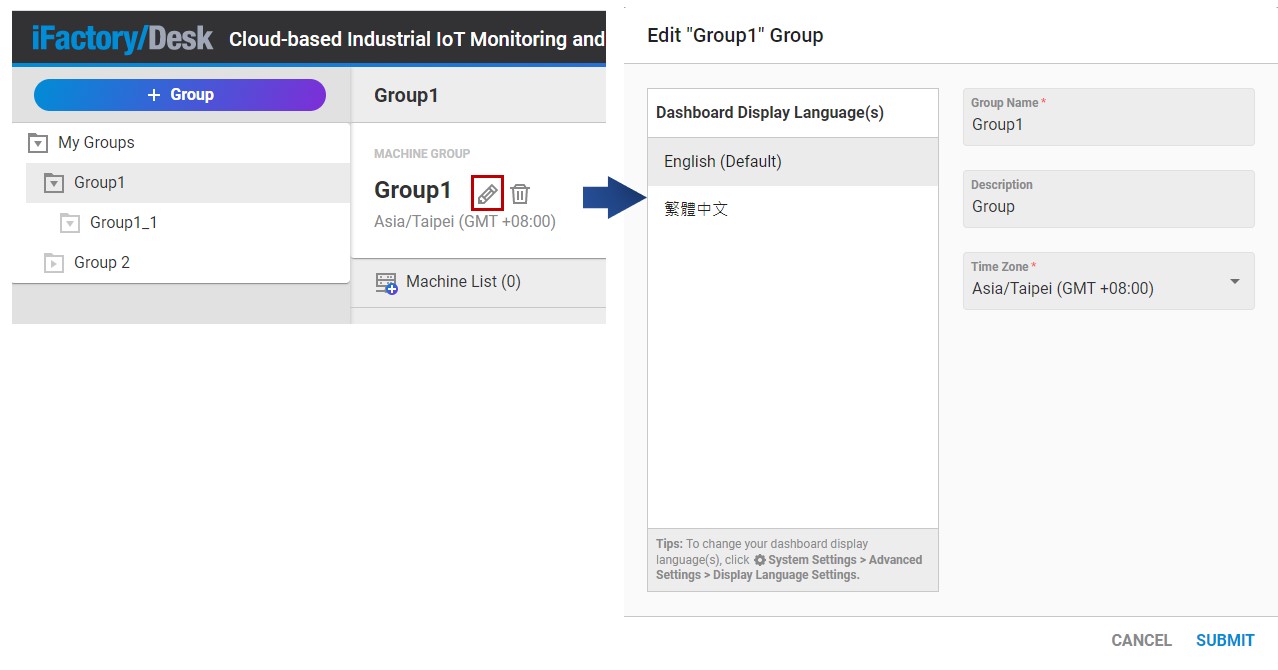 iFactory/Desk Cloud-based Industrial IoT Monitoring and
+ Group
My Groups
Group1
Group1_1
Group 2
Group1
MACHINE GROUP
Group1
Asia/Taipei (GMT +08:00)
Machine List (0)
Edit "Group1" Group
Dashboard Display Language(s)
English (Default)
繁體中文
Tips: To change your dashboard display
language(s), click System Settings > Advanced
Settings > Display Language Settings.
Group Name *
Group1
Description
Group
Time Zone *
Asia/Taipei (GMT +08:00)
CANCEL SUBMIT